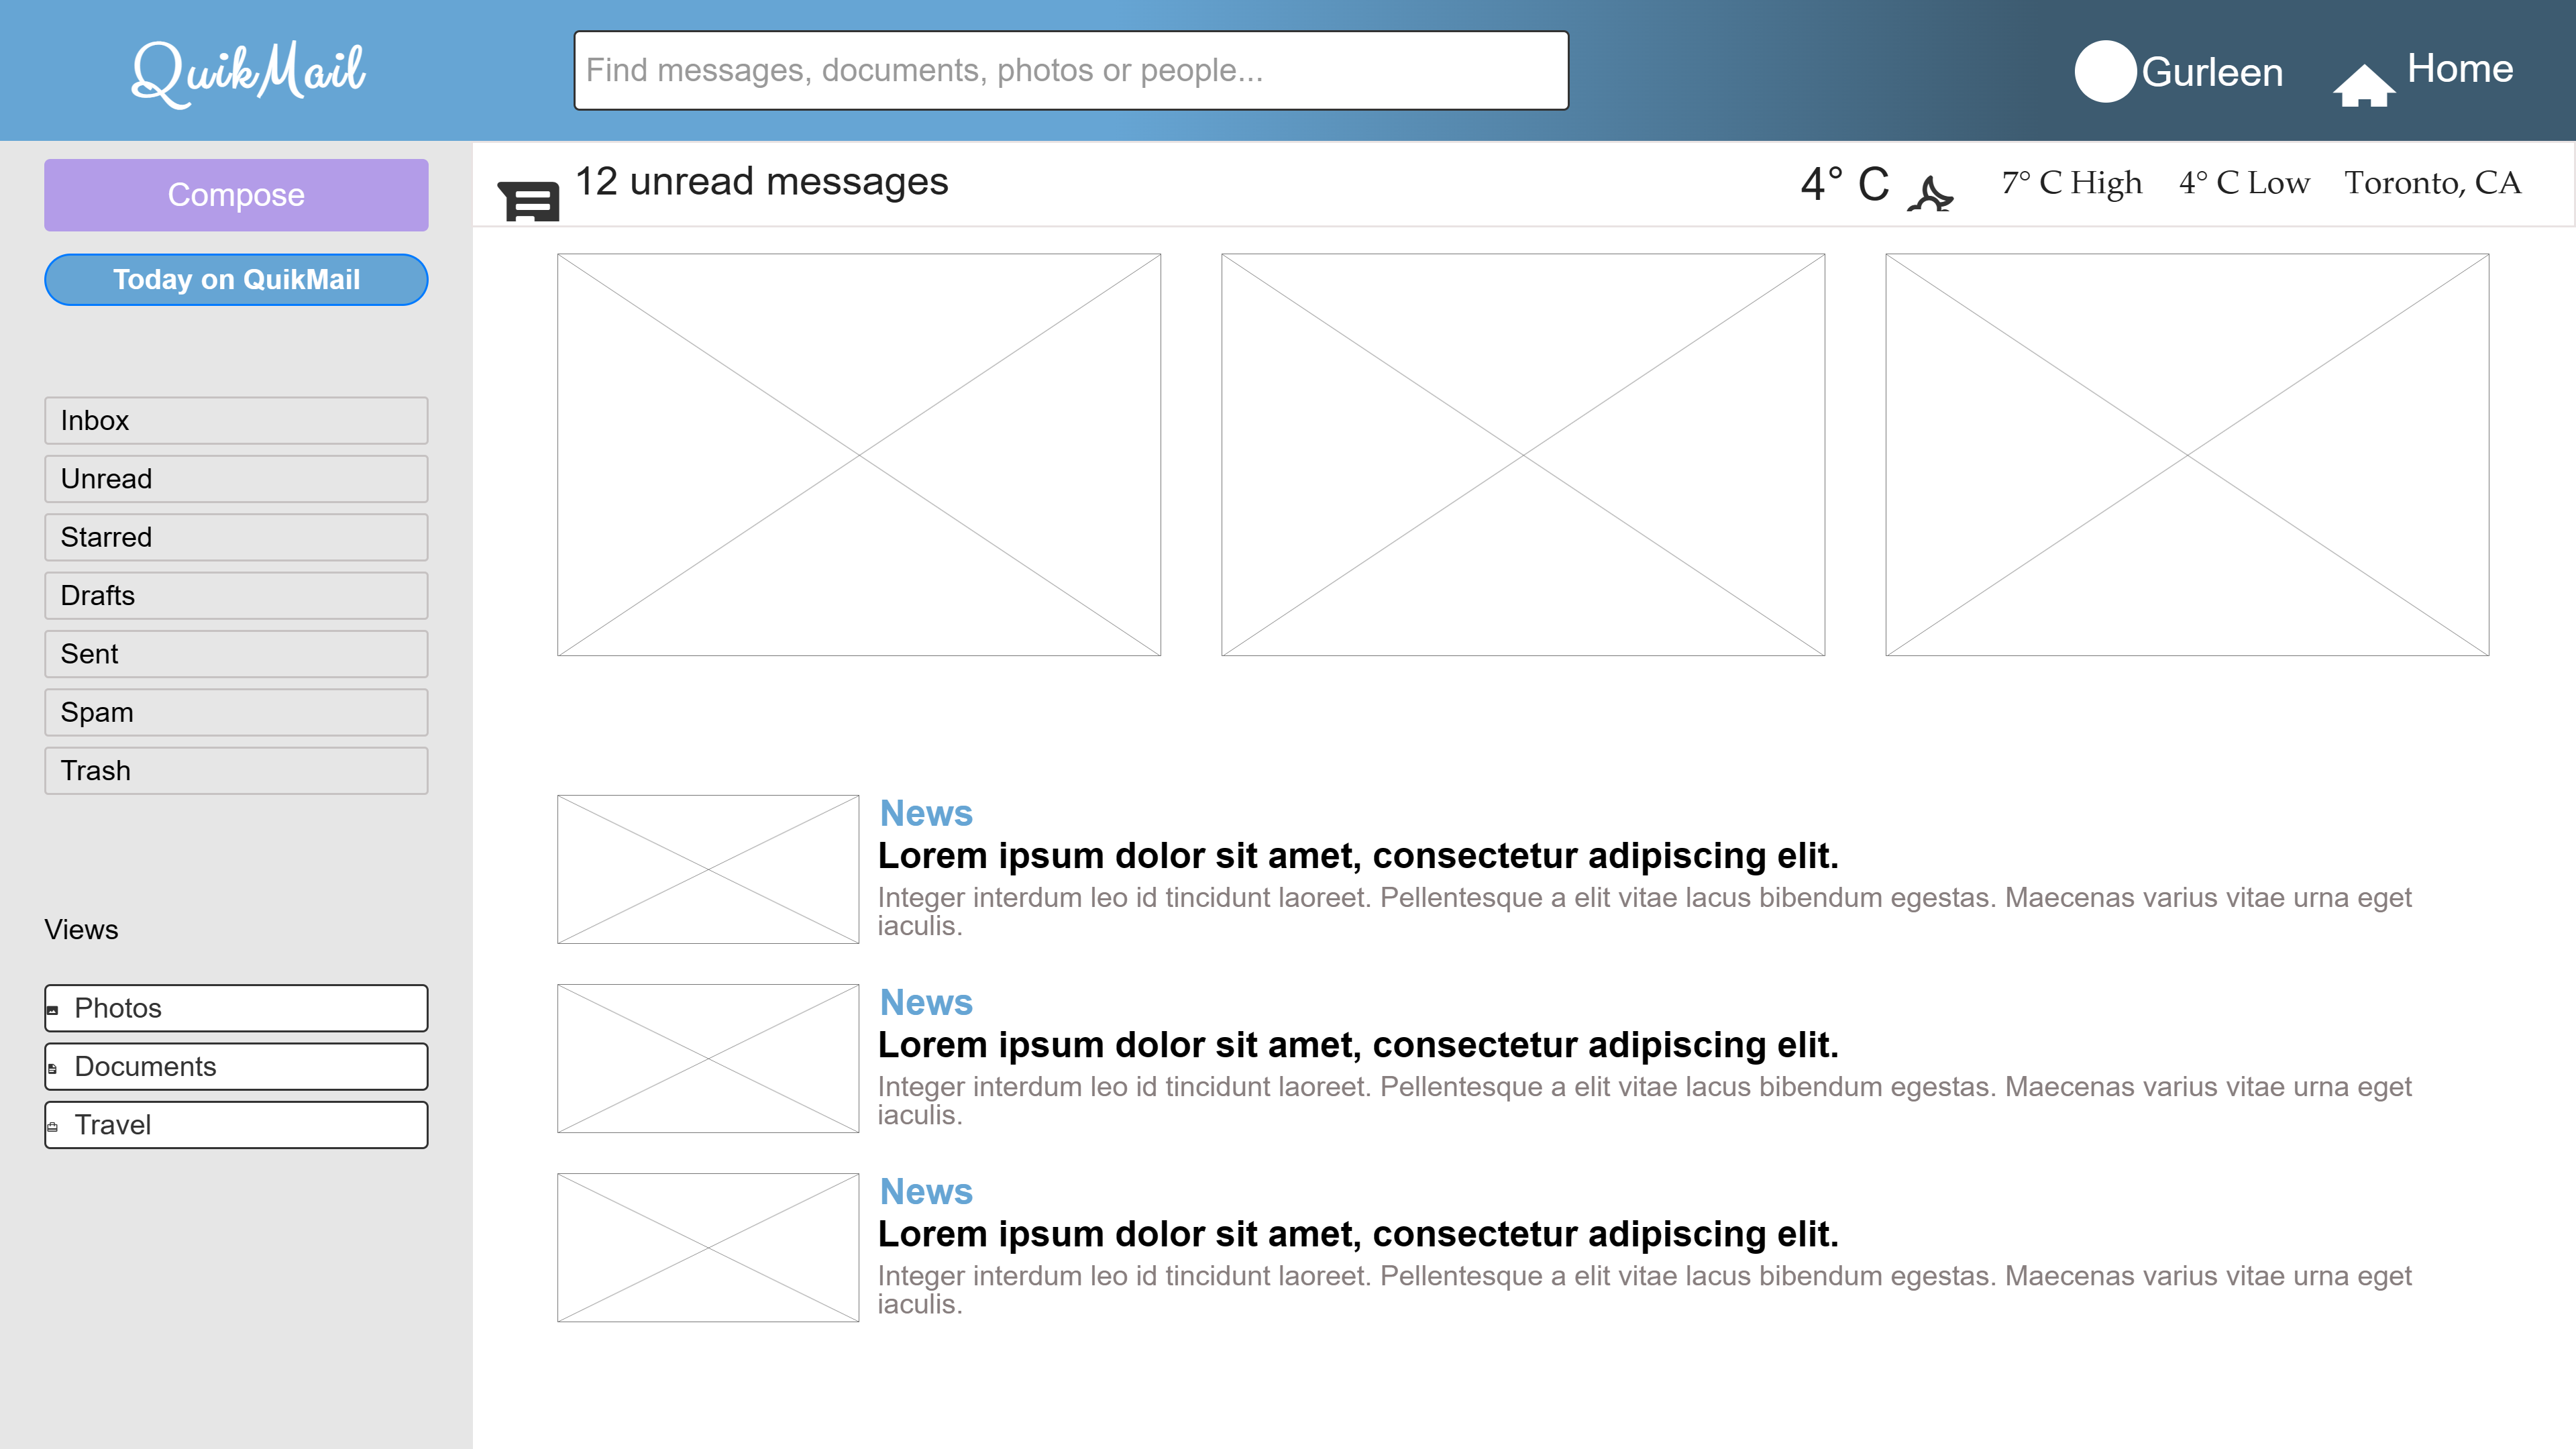 QuikMail
Find messages, documents, photos or people...
Gurleen
Home
Compose
Today on QuikMail
Inbox
Unread
Starred
Drafts
Sent
Spam
Trash
Views
Photos
Documents
Travel
12 unread messages
4° C
7° C High
4° C Low
Toronto, CA
News
Lorem ipsum dolor sit amet, consectetur adipiscing elit.
Integer interdum leo id tincidunt laoreet. Pellentesque a elit vitae lacus bibendum egestas. Maecenas varius vitae urna eget
iaculis.
News
Lorem ipsum dolor sit amet, consectetur adipiscing elit.
Integer interdum leo id tincidunt laoreet. Pellentesque a elit vitae lacus bibendum egestas. Maecenas varius vitae urna eget
iaculis.
News
Lorem ipsum dolor sit amet, consectetur adipiscing elit.
Integer interdum leo id tincidunt laoreet. Pellentesque a elit vitae lacus bibendum egestas. Maecenas varius vitae urna eget
iaculis.